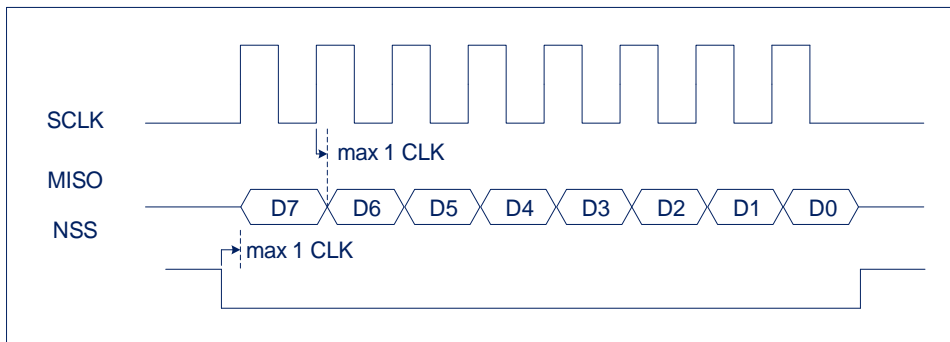 SCLK
max 1 CLK
MISO
D7 D6 D5 D4 D3 D2 D1 D0
NSS
max 1 CLK